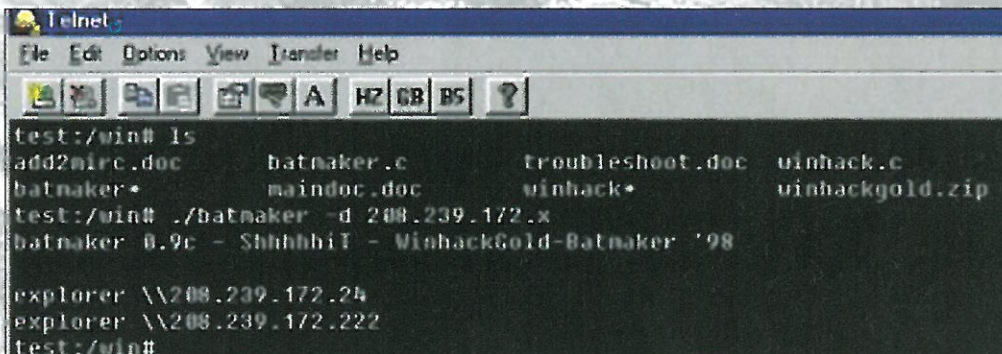 Telnet
File Edit Options View Transfer Help
A HZ GB B5 ?
test:/win# ls
add2mirc.doc batmaker.c troubleshoot.doc winhack.c
batmaker* maindoc.doc winhack* winhackgold.zip
test:/win# ./batmaker -d 208.239.172.x
batmaker 0.9c - ShhhhhiT - WinhackGold-Batmaker '98
explorer \\208.239.172.24
explorer \\208.239.172.222
test:/win#